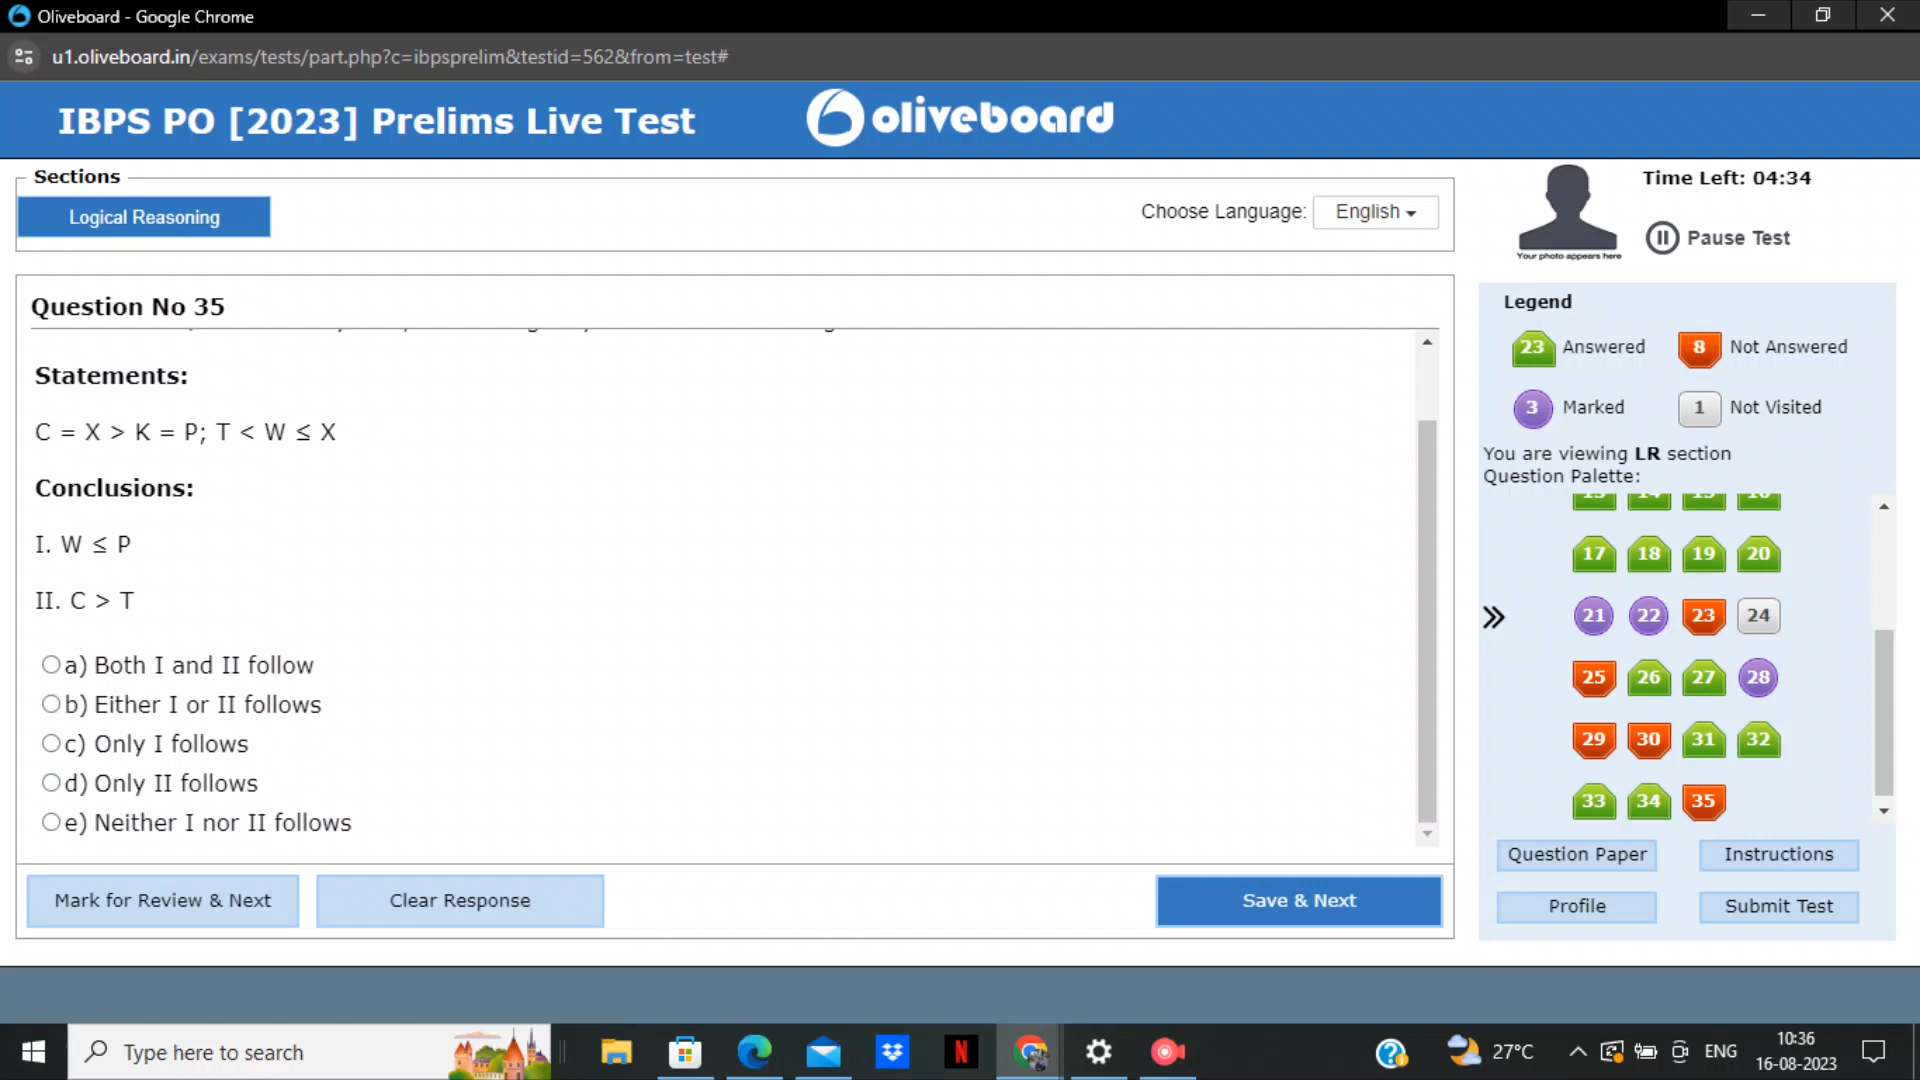 Oliveboard - Google Chrome
u1.oliveboard.in/exams/tests/part.php?c=ibpsprelim&testid=562&from=test#
IBPS PO [2023] Prelims Live Test
oliveboard
Sections
Logical Reasoning
Choose Language:
English
Your photo appears here
Time Left: 04:34
Pause Test
Question No 35
Statements:
C = X > K = P; T < W ≤ X
Conclusions:
I. W ≤ P
II. C > T
a) Both I and II follow
b) Either I or II follows
c) Only I follows
d) Only II follows
e) Neither I nor II follows
Mark for Review & Next
Clear Response
Save & Next
Legend
23 Answered
8 Not Answered
3 Marked
1 Not Visited
You are viewing LR section
Question Palette:
13 14 15 16
17 18 19 20
21 22 23 24
25 26 27 28
29 30 31 32
33 34 35
Question Paper
Instructions
Profile
Submit Test
Type here to search
27°C
ENG
10:36
16-08-2023